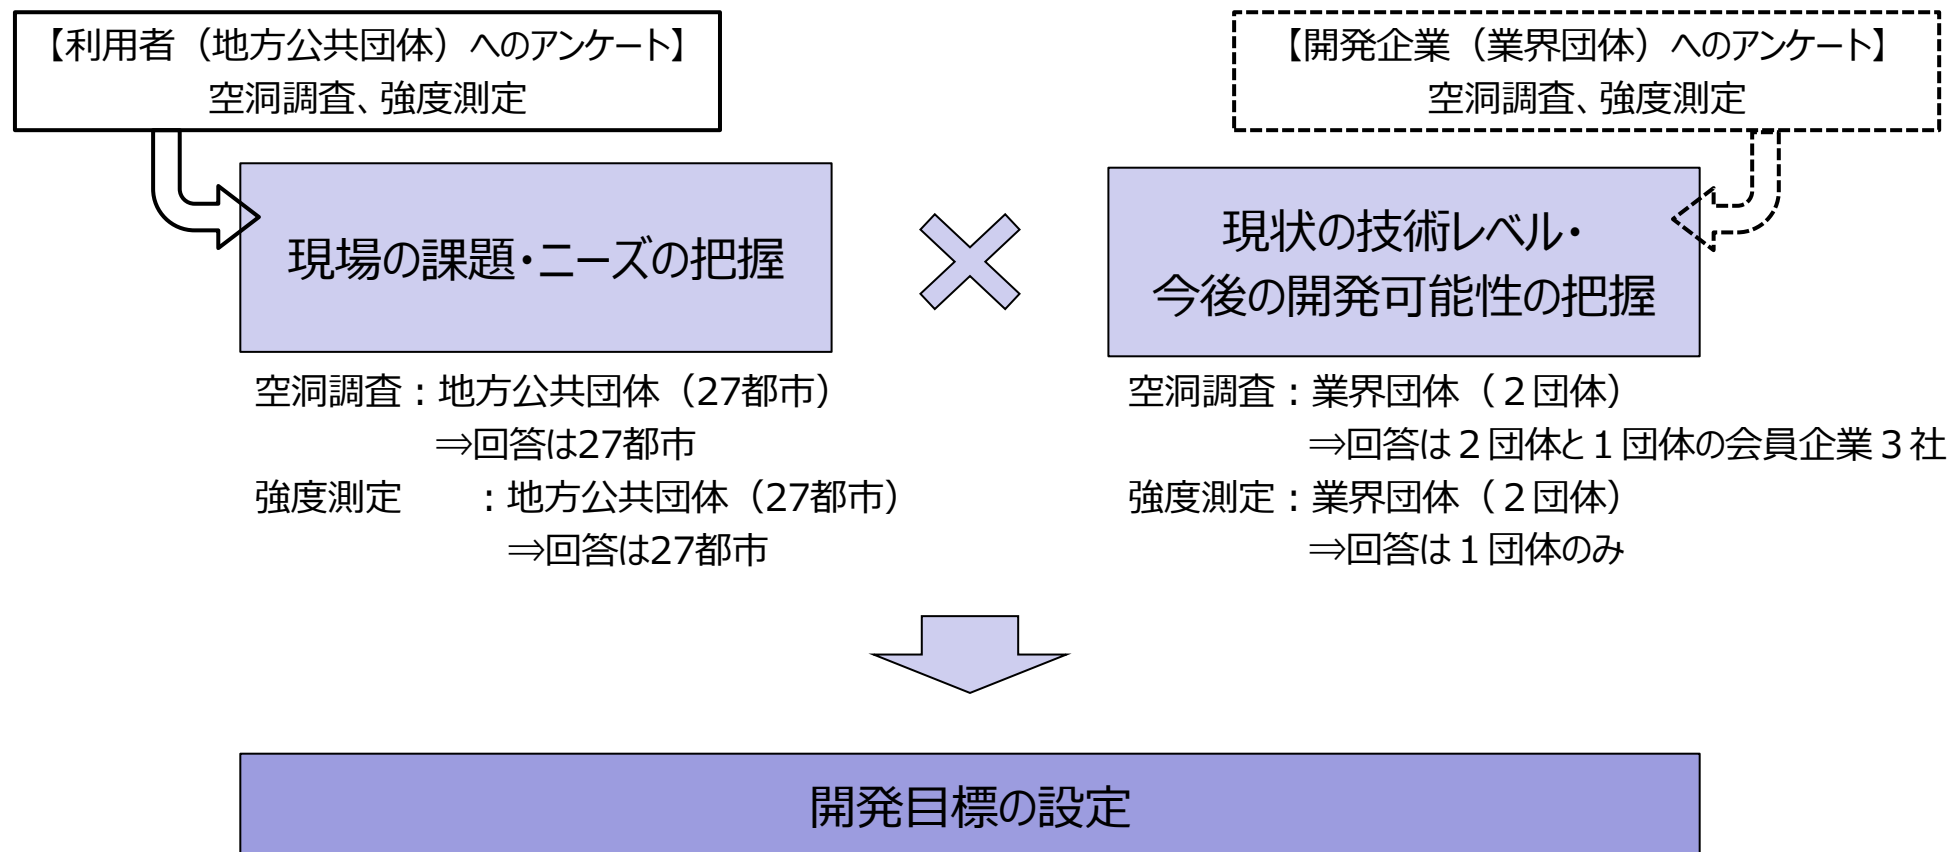 【利用者（地方公共団体）へのアンケート】
空洞調査、強度測定
【開発企業（業界団体）へのアンケート】
空洞調査、強度測定
現場の課題・ニーズの把握
現状の技術レベル・
今後の開発可能性の把握
空洞調査：地方公共団体（27都市）
⇒回答は27都市
強度測定　　：地方公共団体（27都市）
⇒回答は27都市
空洞調査：業界団体（２団体）
⇒回答は２団体と１団体の会員企業３社
強度測定：業界団体（２団体）
⇒回答は１団体のみ
開発目標の設定